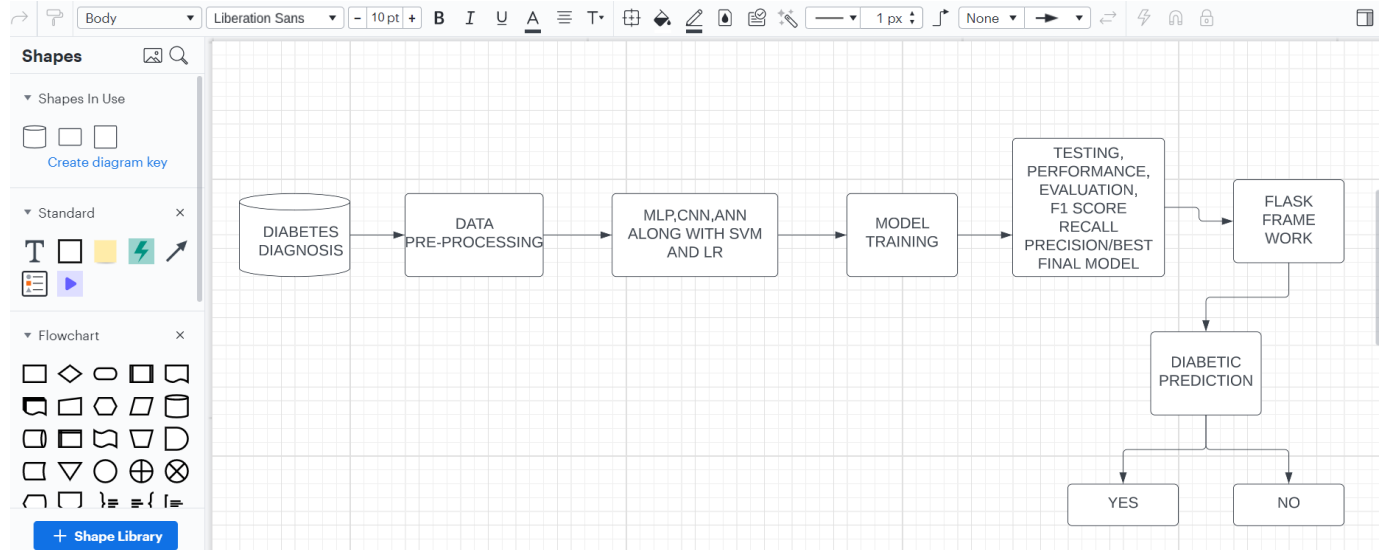 Body
Liberation Sans
− 10 pt +
B I U A T
1 px
None
Shapes
Shapes In Use
Create diagram key
Standard
T
Flowchart
+ Shape Library
DIABETES
DIAGNOSIS
DATA
PRE-PROCESSING
MLP,CNN,ANN
ALONG WITH SVM
AND LR
MODEL
TRAINING
TESTING,
PERFORMANCE,
EVALUATION,
F1 SCORE
RECALL
PRECISION/BEST
FINAL MODEL
FLASK
FRAME
WORK
DIABETIC
PREDICTION
YES
NO